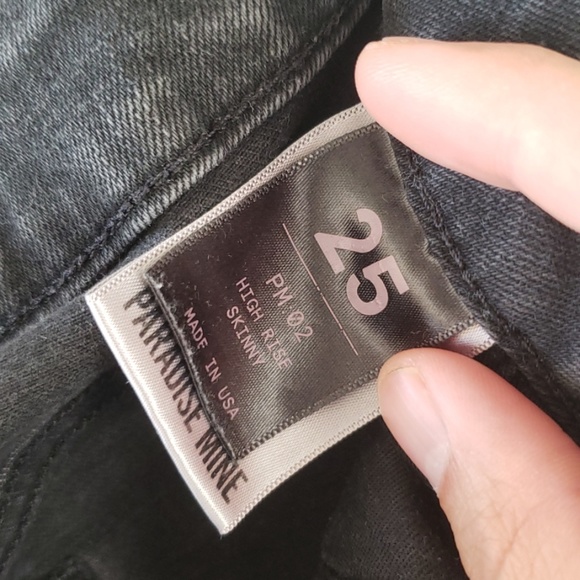 25
PM 02
HIGH RISE
SKINNY
MADE IN USA
PARADISE MINE